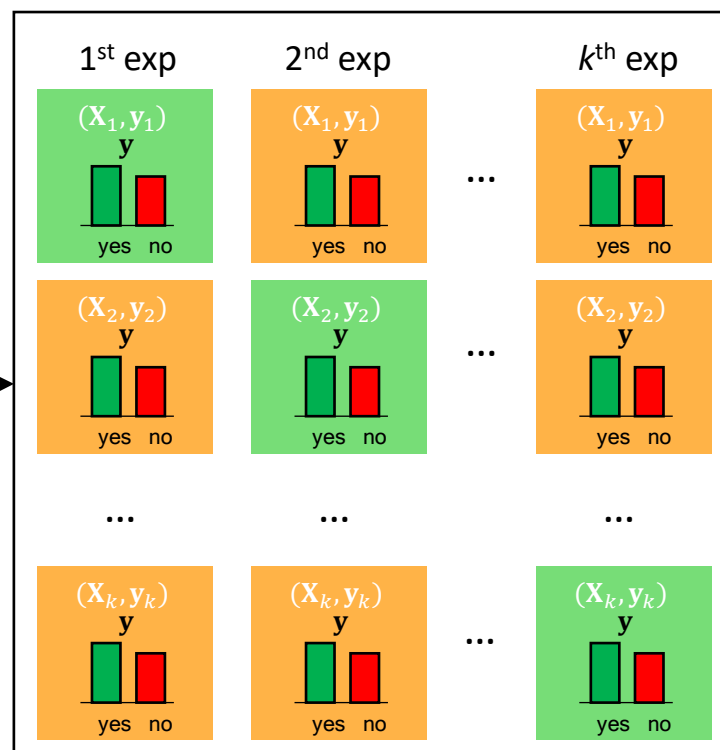 1st exp 2nd exp kth exp
(X1, y1) (X1, y1) (X1, y1)
y y ... y
yes no yes no yes no
(X2, y2) (X2, y2) (X2, y2)
y y ... y
yes no yes no yes no
... ... ...
(Xk, yk) (Xk, yk) (Xk, yk)
y y ... y
yes no yes no yes no